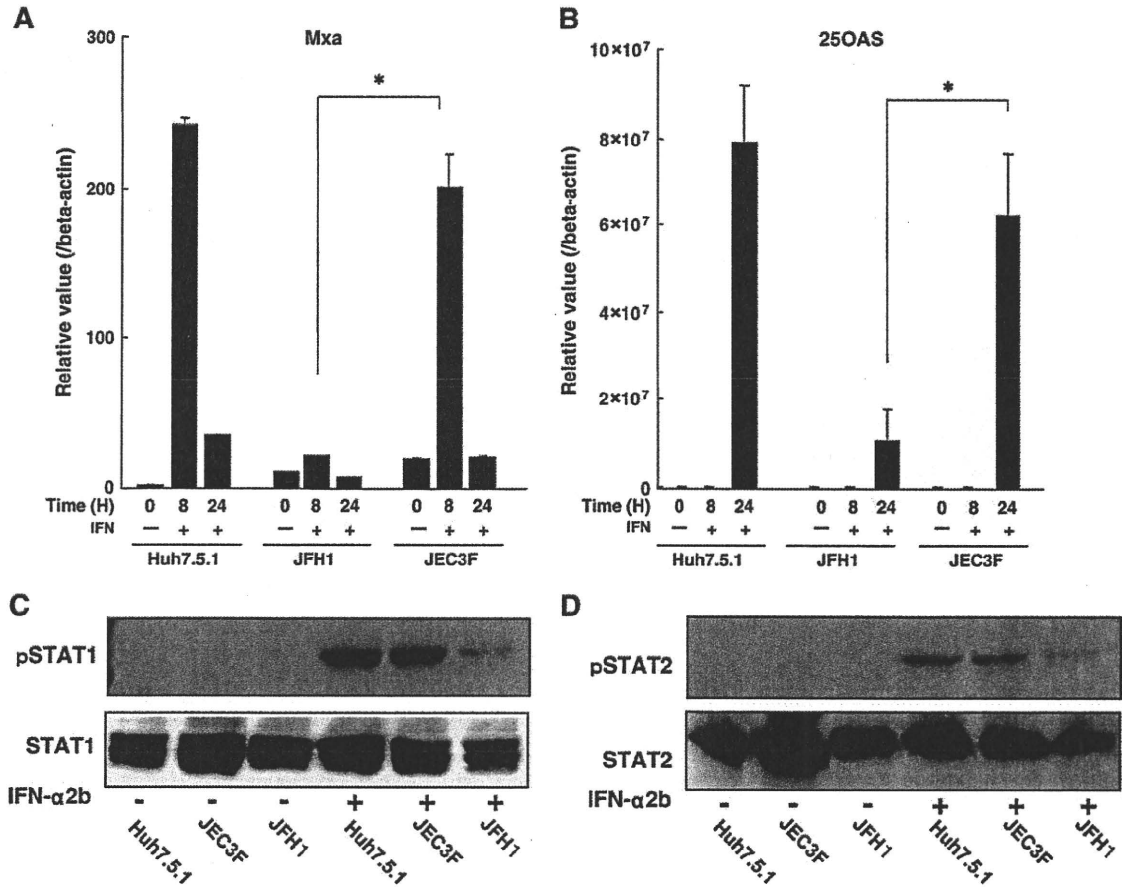 A
Mxa
*
Relative value (/beta-actin)
300
200
100
0
Time (H) 0 8 24 0 8 24 0 8 24
IFN — + + — + + — + +
Huh7.5.1 JFH1 JEC3F
B
25OAS
*
Relative value (/beta-actin)
10×10⁷
8×10⁷
6×10⁷
4×10⁷
2×10⁷
0
Time (H) 0 8 24 0 8 24 0 8 24
IFN — + + — + + — + +
Huh7.5.1 JFH1 JEC3F
C
pSTAT1
STAT1
IFN-α2b - - - + + +
Huh7.5.1 JEC3F JFH1 Huh7.5.1 JEC3F JFH1
D
pSTAT2
STAT2
IFN-α2b - - - + + +
Huh7.5.1 JEC3F JFH1 Huh7.5.1 JEC3F JFH1